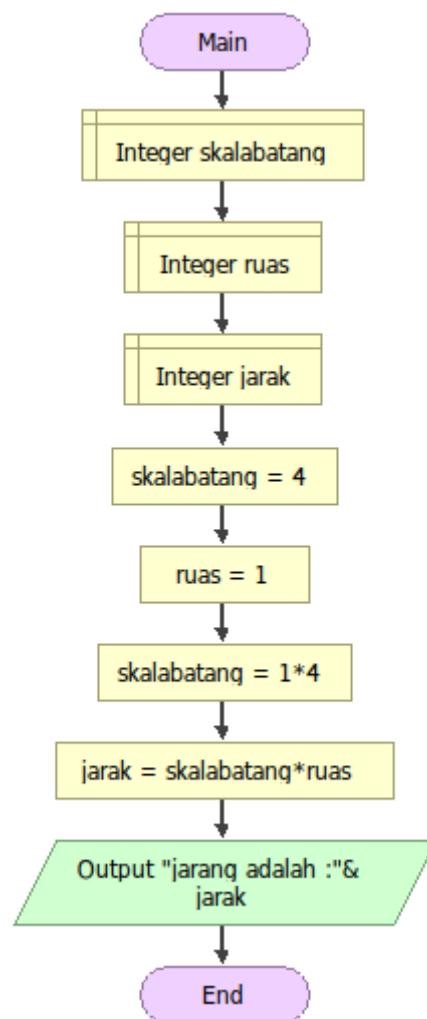 Main
Integer skalabatang
Integer ruas
Integer jarak
skalabatang = 4
ruas = 1
skalabatang = 1*4
jarak = skalabatang*ruas
Output "jarang adalah :"&
jarak
End